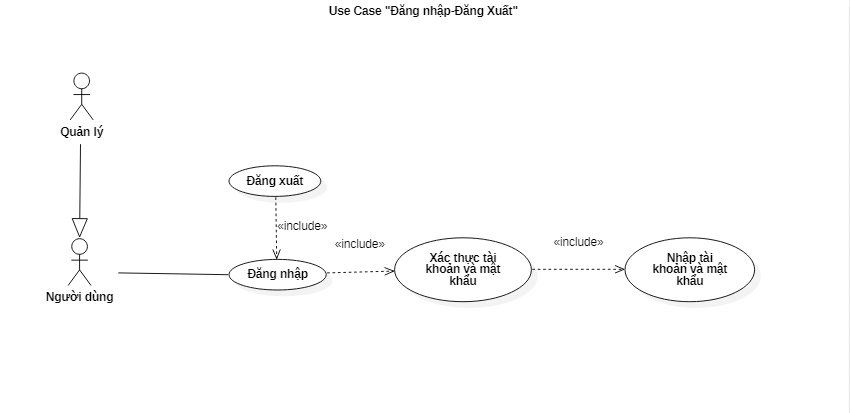 Use Case "Đăng nhập-Đăng Xuất"
Quản lý
Đăng xuất
«include»
«include»
«include»
Người dùng
Đăng nhập
Xác thực tài
khoản và mật
khẩu
Nhập tài
khoản và mật
khẩu